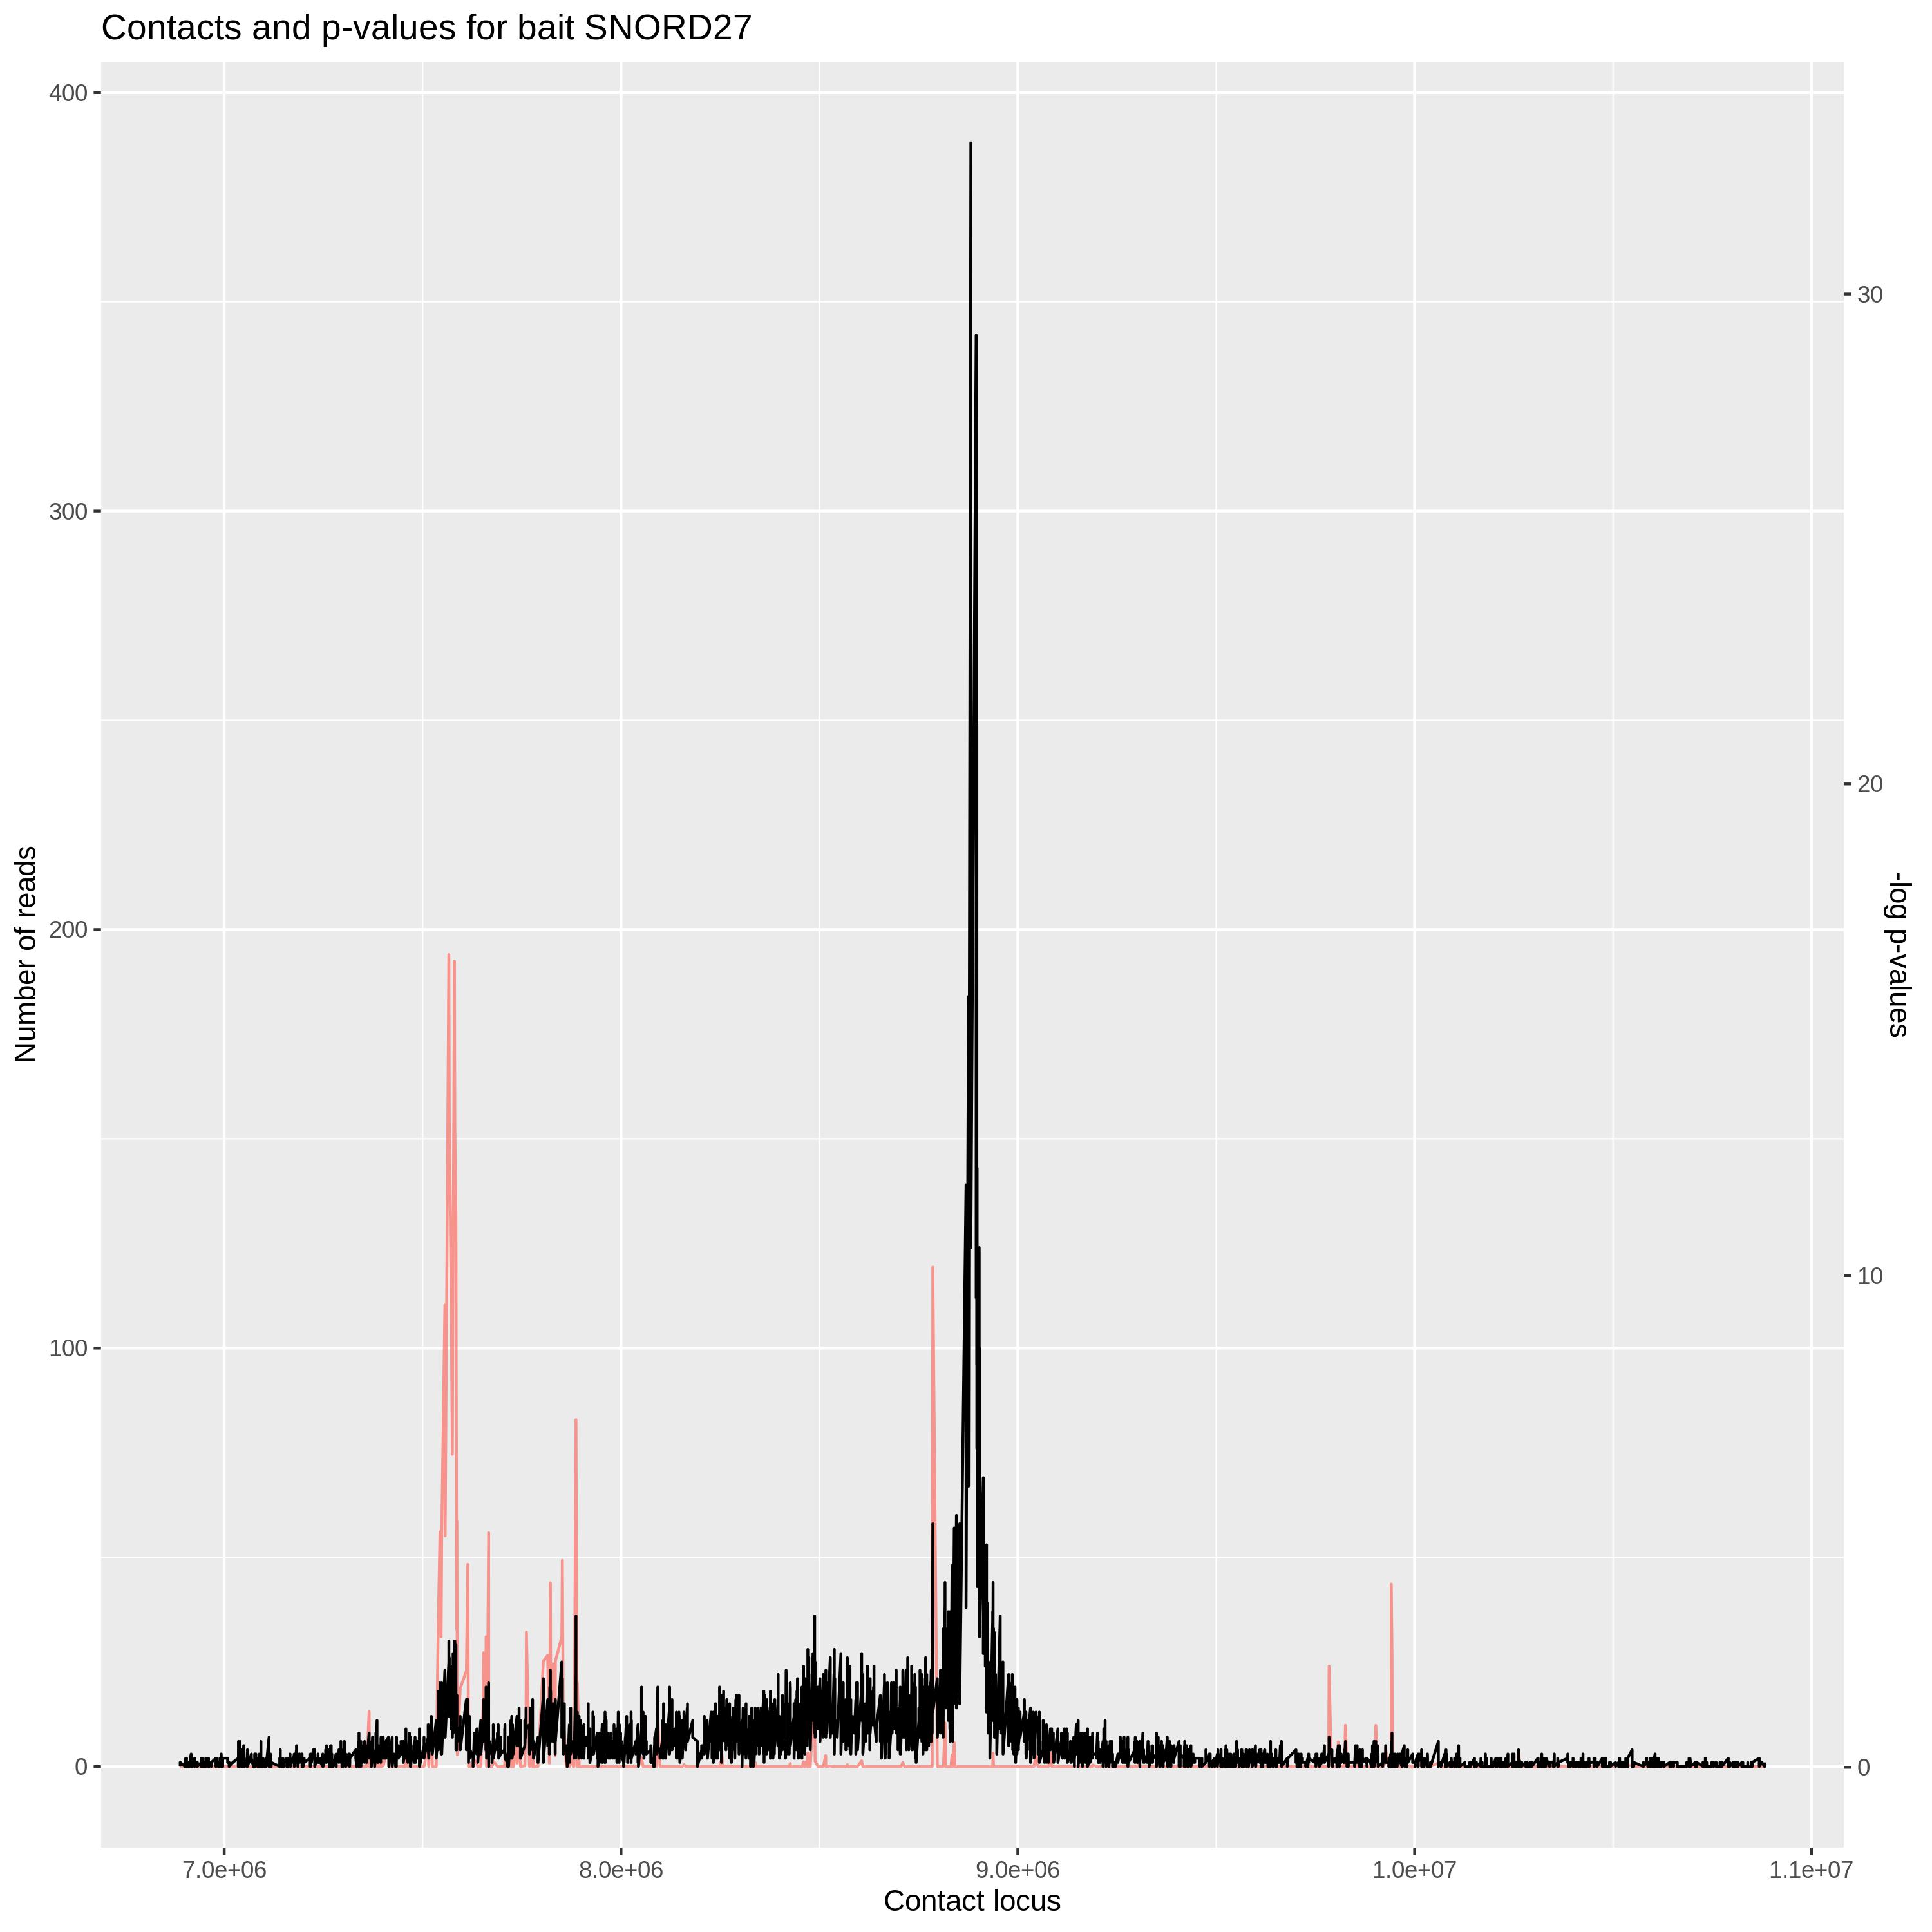 Contacts and p-values for bait SNORD27
400
300
200
100
0
Number of reads
30
20
10
0
-log p-values
7.0e+06
8.0e+06
9.0e+06
1.0e+07
1.1e+07
Contact locus